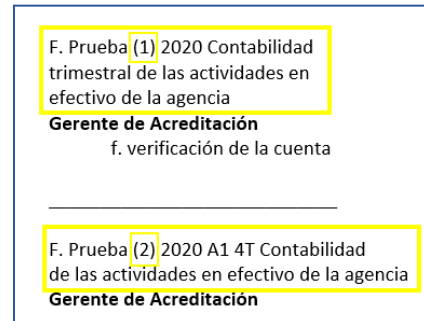 F. Prueba (1) 2020 Contabilidad
trimestral de las actividades en
efectivo de la agencia
Gerente de Acreditación
f. verificación de la cuenta
F. Prueba (2) 2020 A1 4T Contabilidad
de las actividades en efectivo de la agencia
Gerente de Acreditación